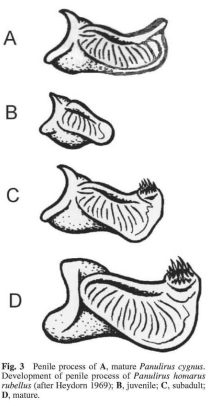 A
B
C
D
Fig. 3 Penile process of A, mature Panulirus cygnus.
Development of penile process of Panulirus homarus
rubellus (after Heydorn 1969); B, juvenile; C, subadult;
D, mature.